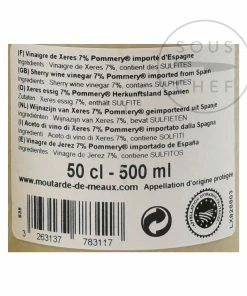 SOUS
CHEF
(F) Vinaigre de Xeres 7% Pommery® importé d'Espagne
Ingredients : Vinaigre de Xeres 7%, contient des SULFITES
(GB) Sherry wine vinegar 7% Pommery® imported from Spain
Ingredients : Sherry wine vinegar 7%, contains SULPHITES
(D) Xeres essig 7% Pommery® Herkunftsland Spanien
Zutaten : Xeres essig 7%, enthält SULFITE
(NL) Wijnazijn van Xeres 7% Pommery® geïmporteerd uit Spanje
Ingrediënten : Wijnazijn van Xeres 7%, bevat SULFIETEN
(I) Aceto di vino di Xeres 7% Pommery® importato dalla Spagna
Ingredienti : Aceto di vino di Xeres 7%, contiene SOLFITI
(E) Vinagre de Jerez 7% Pommery® importado de España
Ingredientes : Vinagre de Jerez 7%, contiene SULFITOS
50 cl - 500 ml
www.moutarde-de-meaux.com
Appellation d'origine protégée
3 263137 783117
LX828803